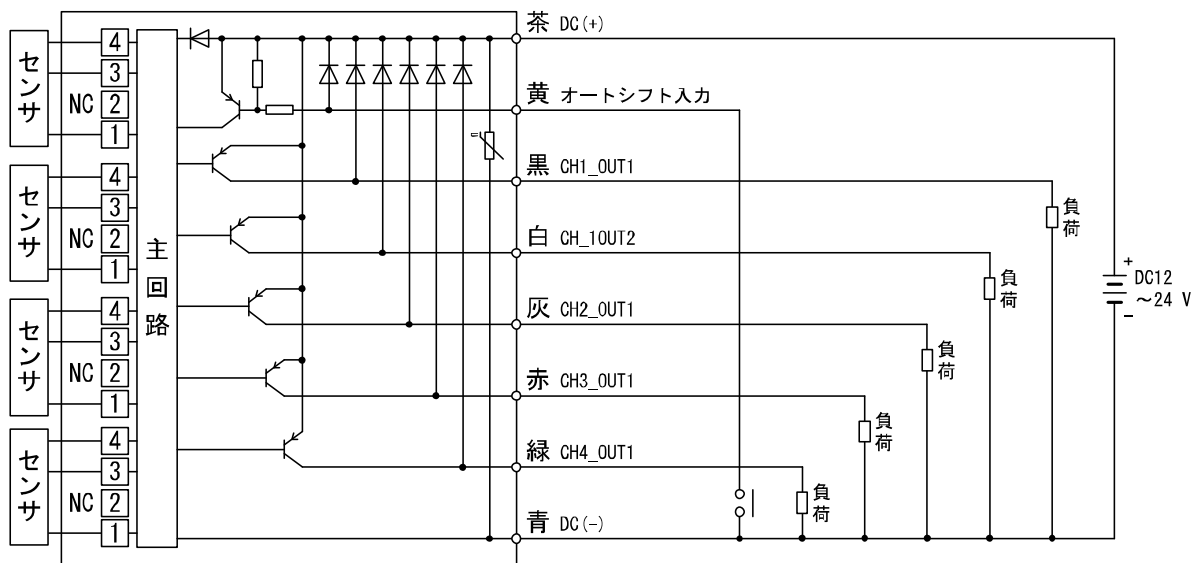 茶 DC(+)
黄 オートシフト入力
黒 CH1_OUT1
白 CH_1OUT2
灰 CH2_OUT1
赤 CH3_OUT1
緑 CH4_OUT1
青 DC(-)
センサ
4
3
NC 2
1
センサ
4
3
NC 2
1
センサ
4
3
NC 2
1
センサ
4
3
NC 2
1
主回路
負荷
負荷
負荷
負荷
負荷
+
DC12
～24 V
−